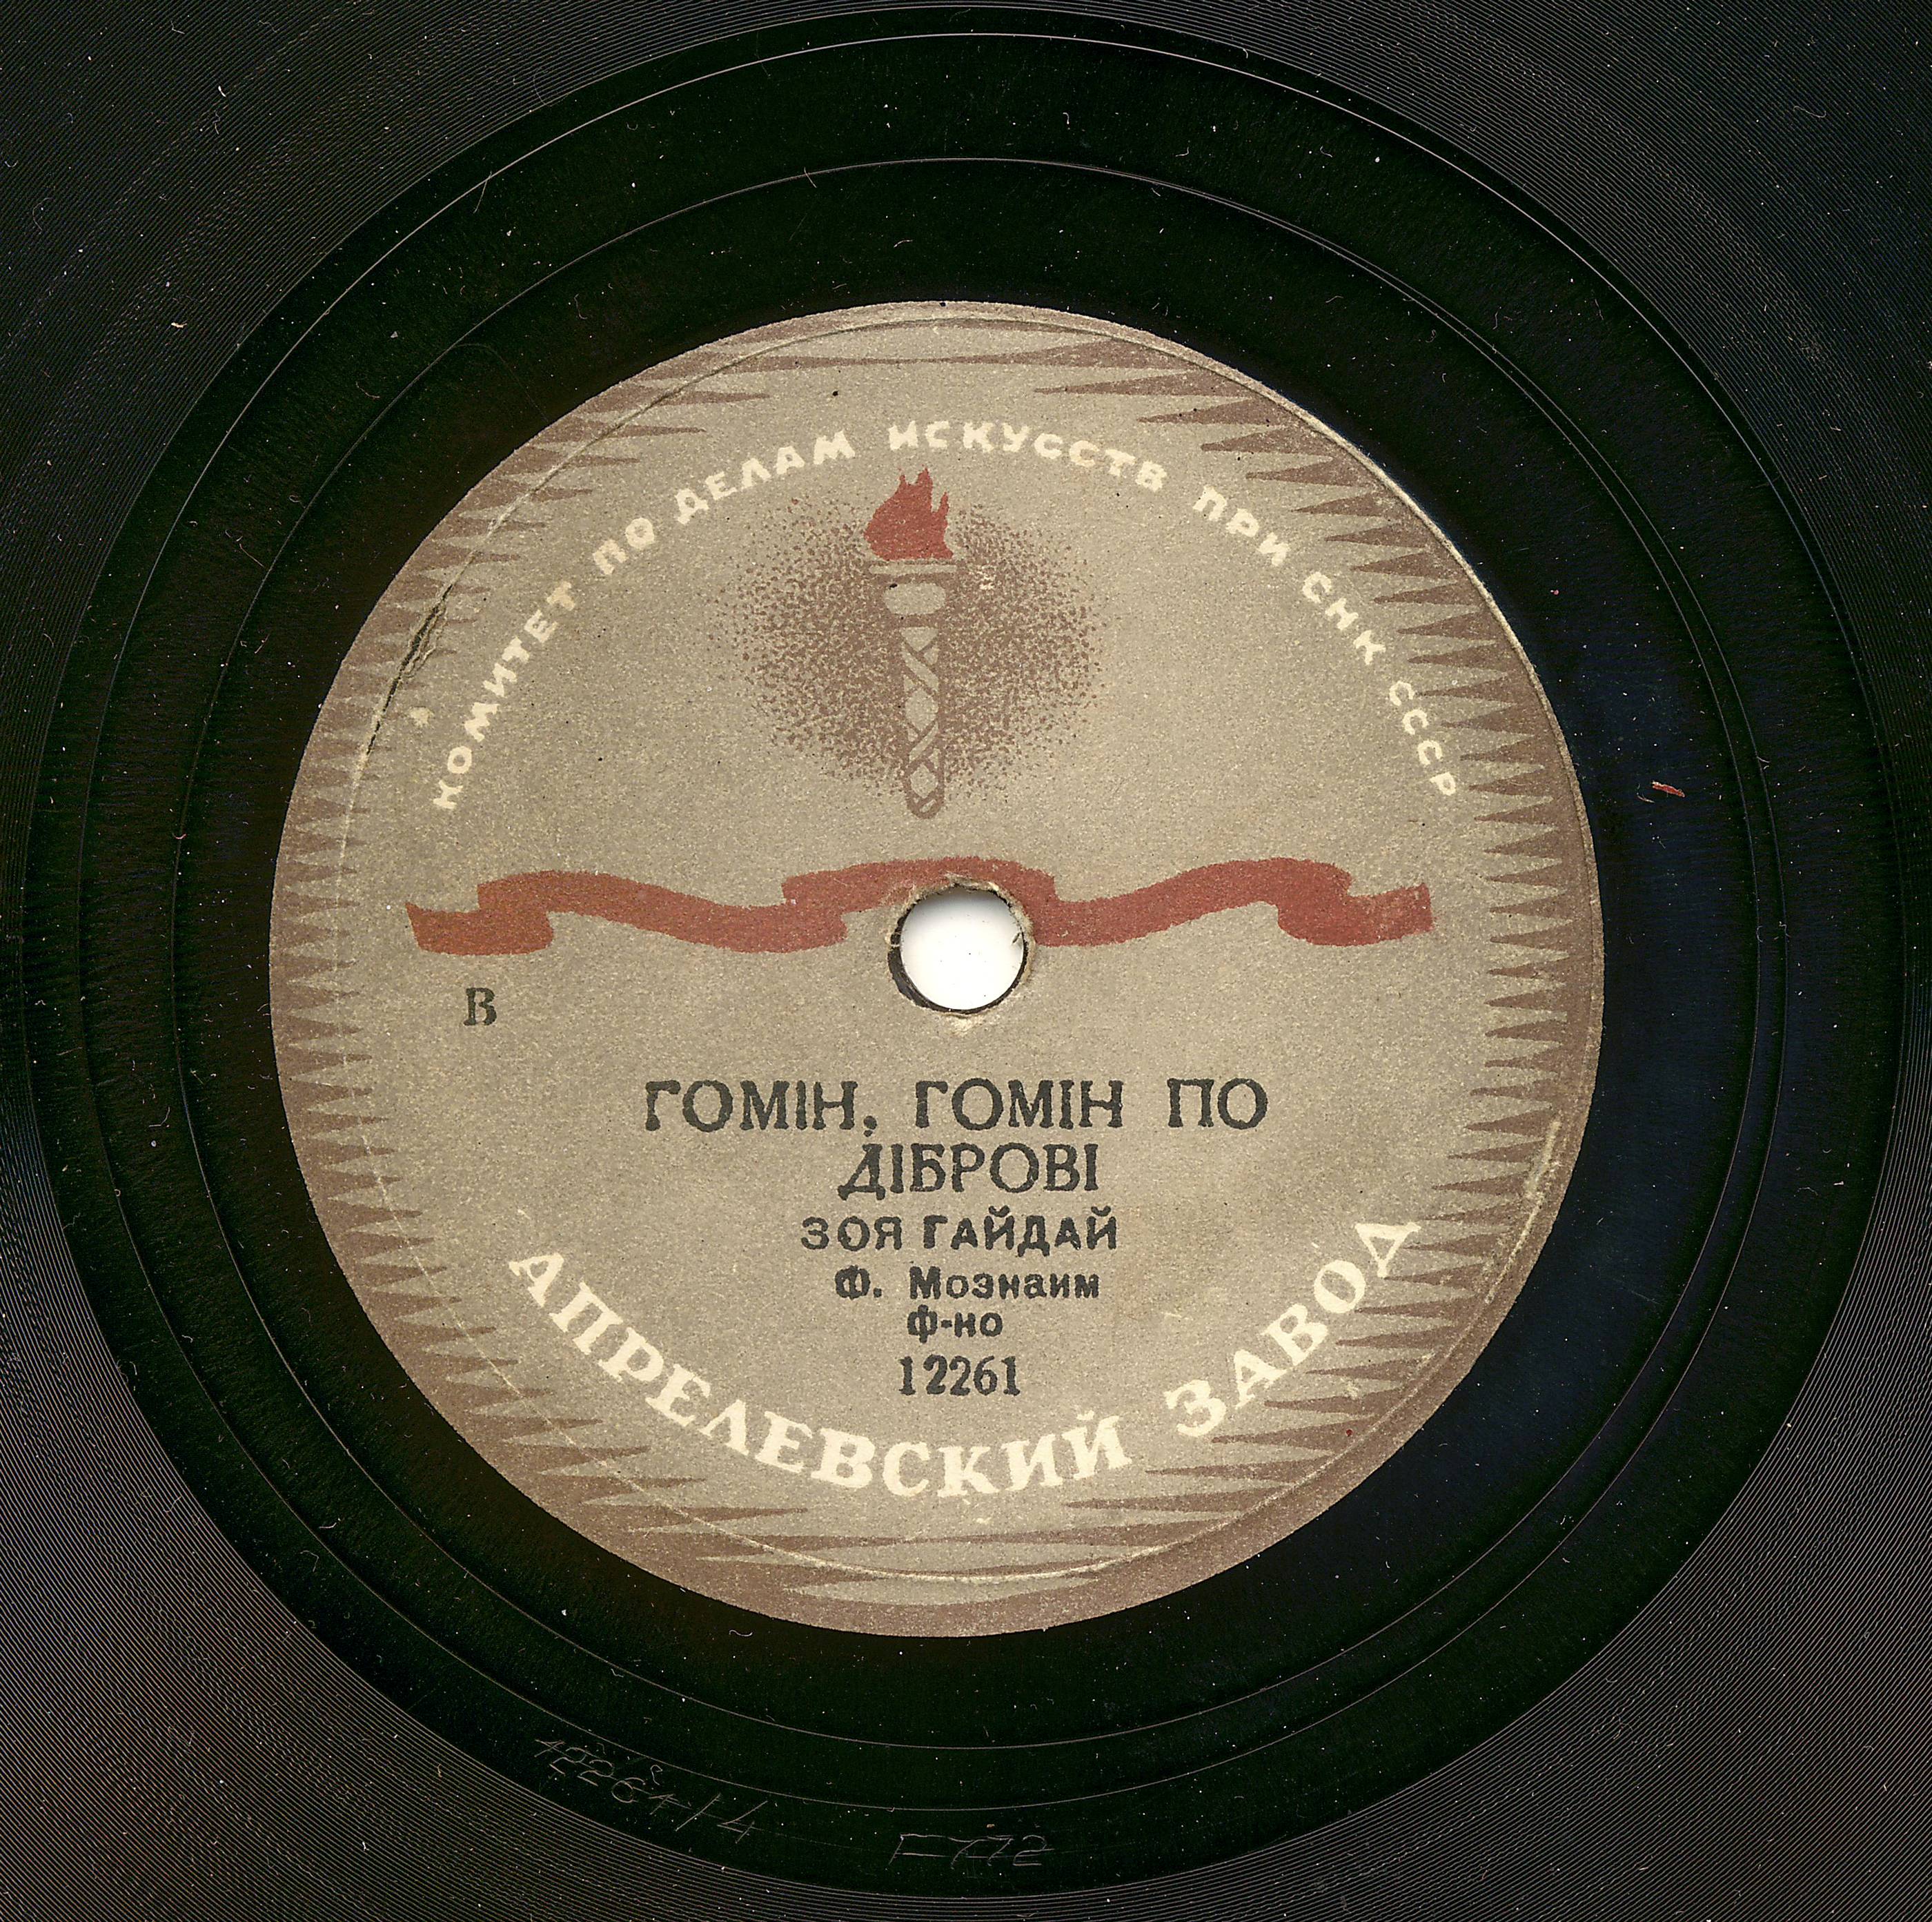 КОМИТЕТ ПО ДЕЛАМ ИСКУССТВ ПРИ СНК СССР
В
ГОМІН, ГОМІН ПО
ДІБРОВІ
ЗОЯ ГАЙДАЙ
Ф. Мознаим
ф-но
12261
АПРЕЛЕВСКИЙ ЗАВОД